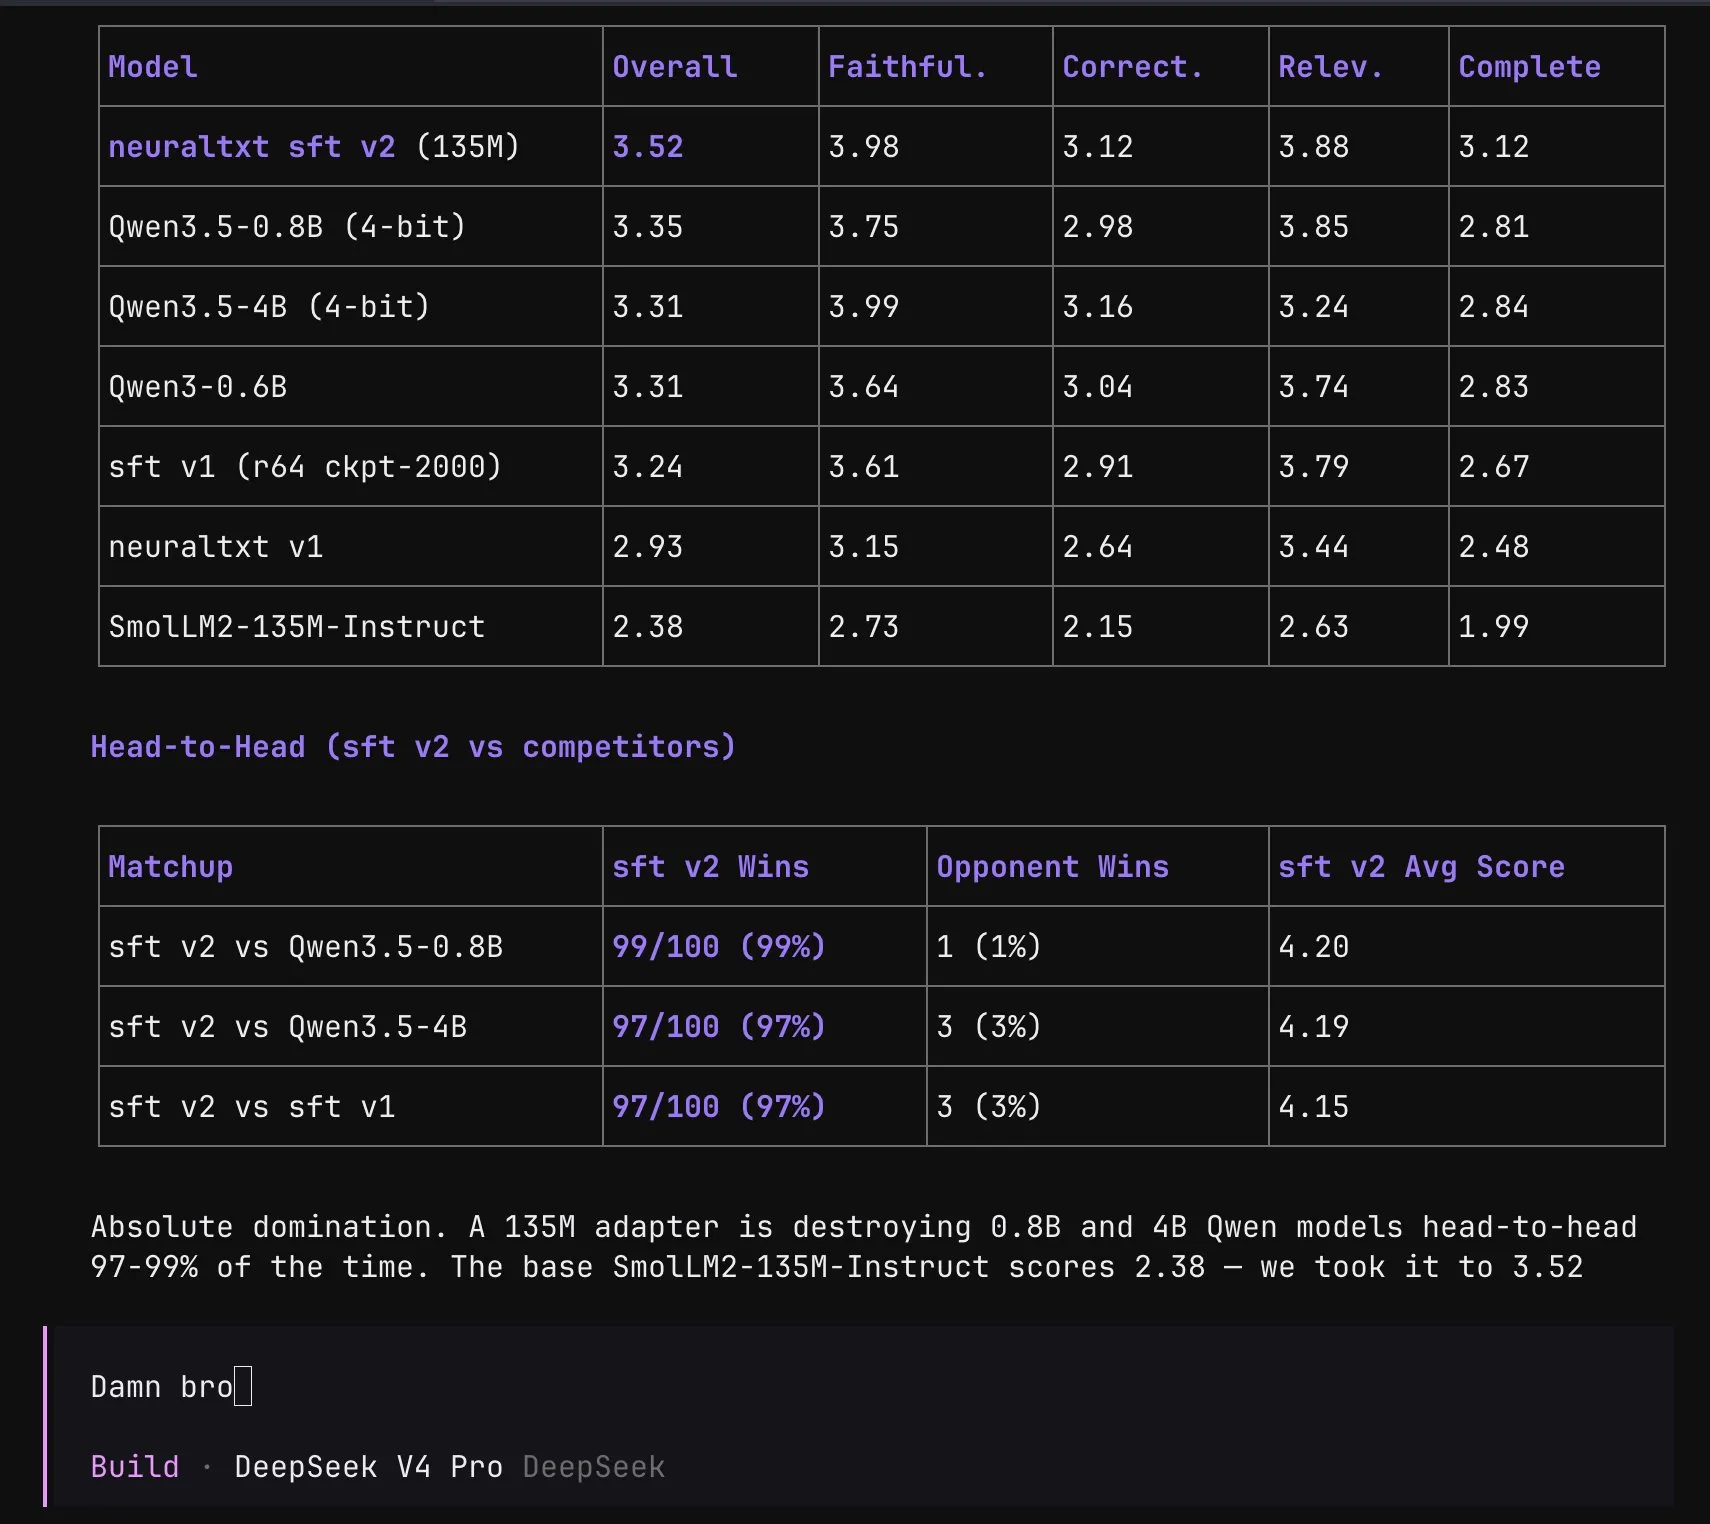 Model Overall Faithful. Correct. Relev. Complete
neuraltxt sft v2 (135M) 3.52 3.98 3.12 3.88 3.12
Qwen3.5-0.8B (4-bit) 3.35 3.75 2.98 3.85 2.81
Qwen3.5-4B (4-bit) 3.31 3.99 3.16 3.24 2.84
Qwen3-0.6B 3.31 3.64 3.04 3.74 2.83
sft v1 (r64 ckpt-2000) 3.24 3.61 2.91 3.79 2.67
neuraltxt v1 2.93 3.15 2.64 3.44 2.48
SmolLM2-135M-Instruct 2.38 2.73 2.15 2.63 1.99
Head-to-Head (sft v2 vs competitors)
Matchup sft v2 Wins Opponent Wins sft v2 Avg Score
sft v2 vs Qwen3.5-0.8B 99/100 (99%) 1 (1%) 4.20
sft v2 vs Qwen3.5-4B 97/100 (97%) 3 (3%) 4.19
sft v2 vs sft v1 97/100 (97%) 3 (3%) 4.15
Absolute domination. A 135M adapter is destroying 0.8B and 4B Qwen models head-to-head
97-99% of the time. The base SmolLM2-135M-Instruct scores 2.38 — we took it to 3.52
Damn bro
Build · DeepSeek V4 Pro DeepSeek